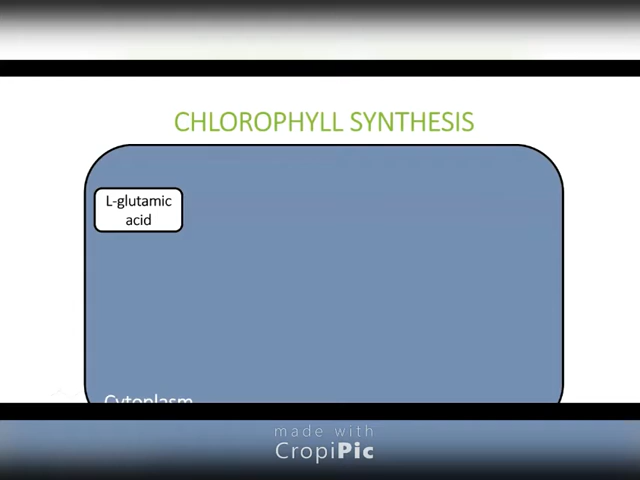 CHLOROPHYLL SYNTHESIS
L-glutamic
acid
Cytoplasm
made with
CropiPic